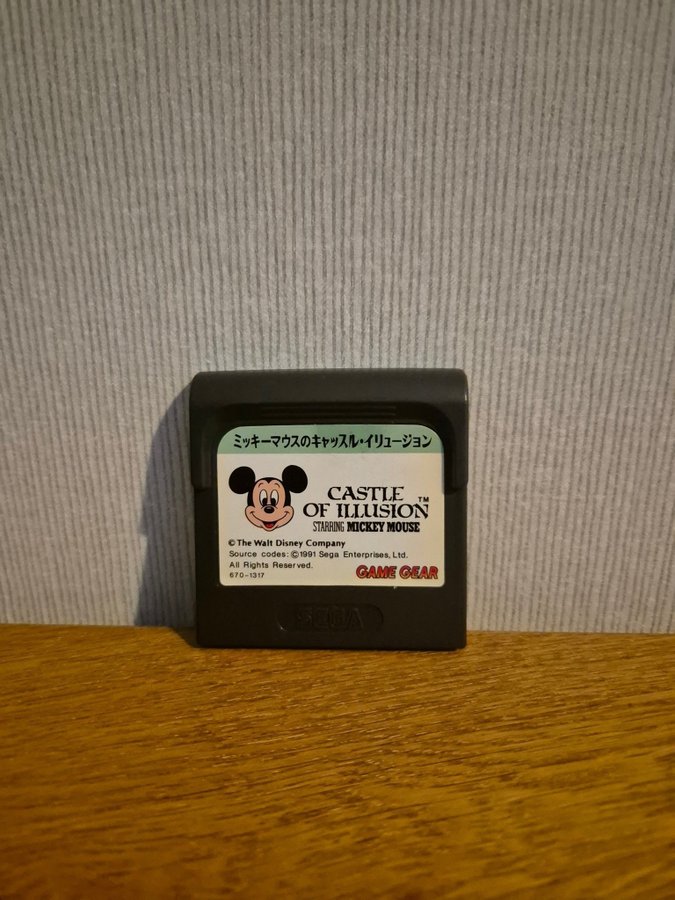 ミッキーマウスのキャッスル・イリュージョン
CASTLE
OF ILLUSION™
STARRING MICKEY MOUSE
© The Walt Disney Company
Source codes: ©1991 Sega Enterprises, Ltd.
All Rights Reserved.
670-1317
GAME GEAR
SEGA